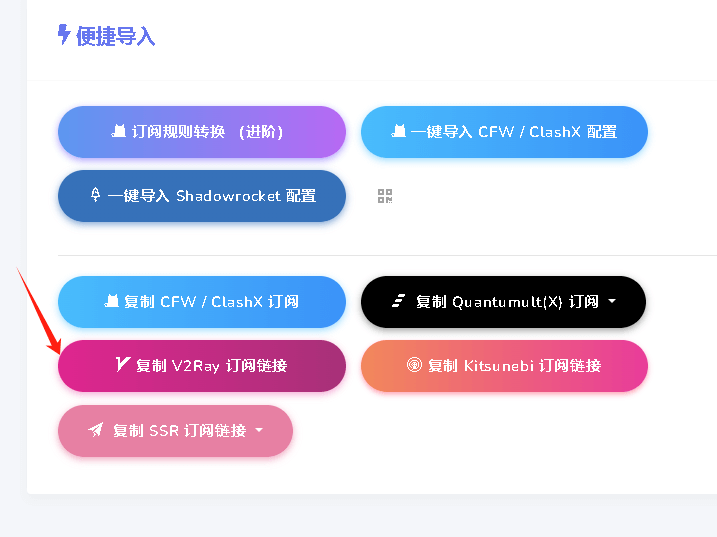 便捷导入
订阅规则转换 （进阶）
一键导入 CFW / ClashX 配置
一键导入 Shadowrocket 配置
复制 CFW / ClashX 订阅
复制 Quantumult(X) 订阅
复制 V2Ray 订阅链接
复制 Kitsunebi 订阅链接
复制 SSR 订阅链接